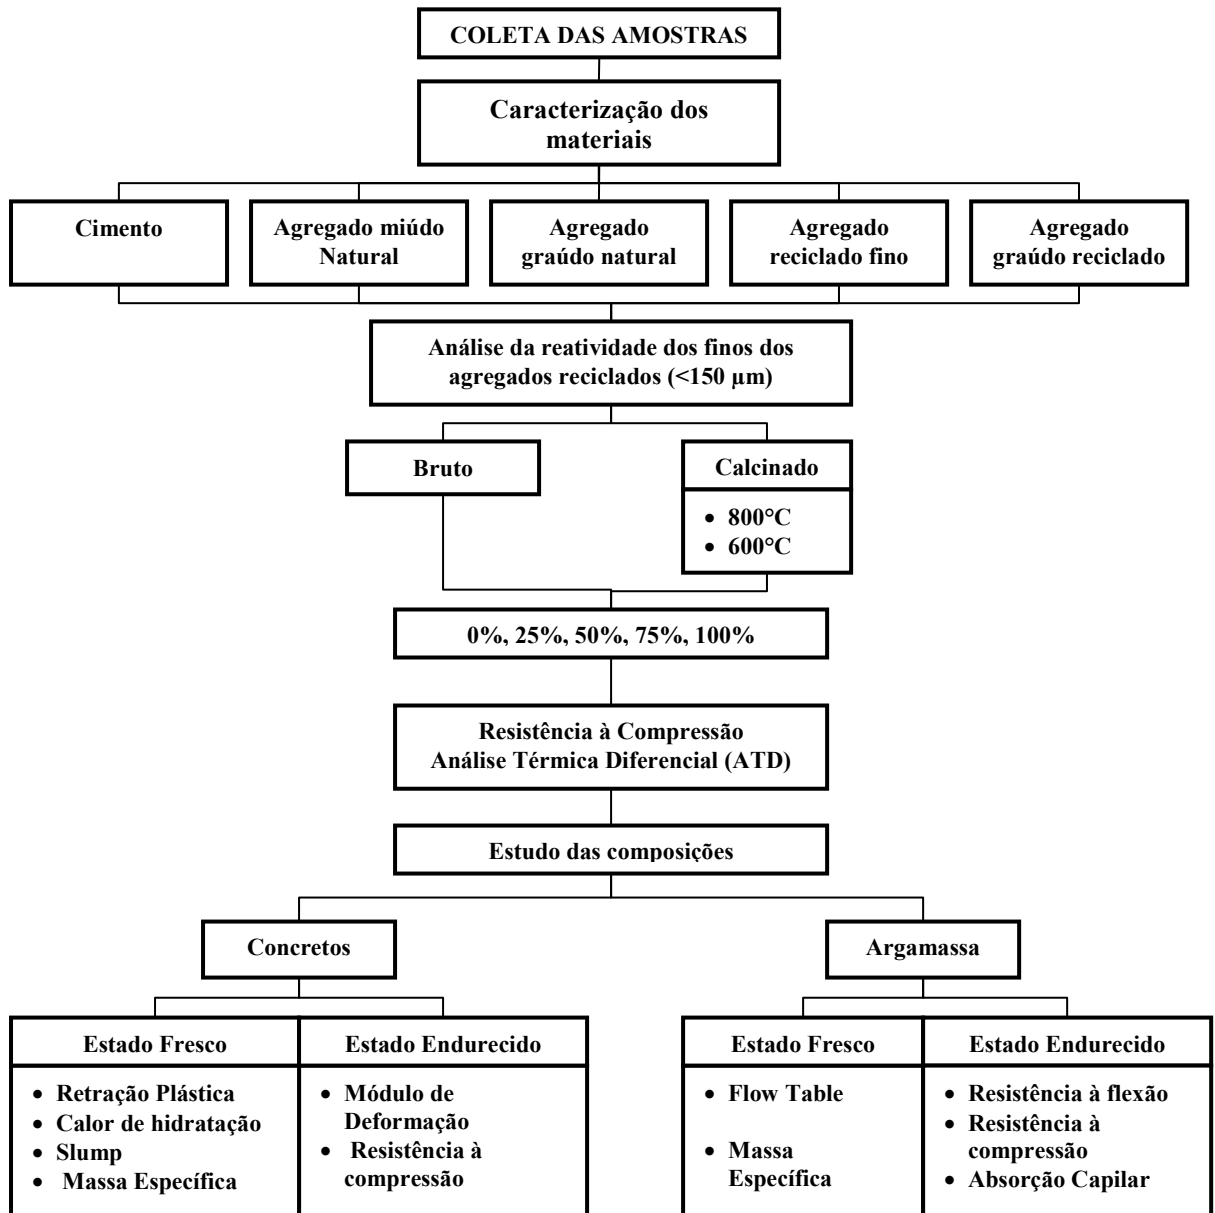 COLETA DAS AMOSTRAS
Caracterização dos
materiais
Cimento
Agregado miúdo
Natural
Agregado
graúdo natural
Agregado
reciclado fino
Agregado
graúdo reciclado
Análise da reatividade dos finos dos
agregados reciclados (<150 µm)
Bruto
Calcinado
• 800°C
• 600°C
0%, 25%, 50%, 75%, 100%
Resistência à Compressão
Análise Térmica Diferencial (ATD)
Estudo das composições
Concretos
Argamassa
Estado Fresco
• Retração Plástica
• Calor de hidratação
• Slump
• Massa Específica
Estado Endurecido
• Módulo de
Deformação
• Resistência à
compressão
Estado Fresco
• Flow Table
• Massa
Específica
Estado Endurecido
• Resistência à flexão
• Resistência à
compressão
• Absorção Capilar